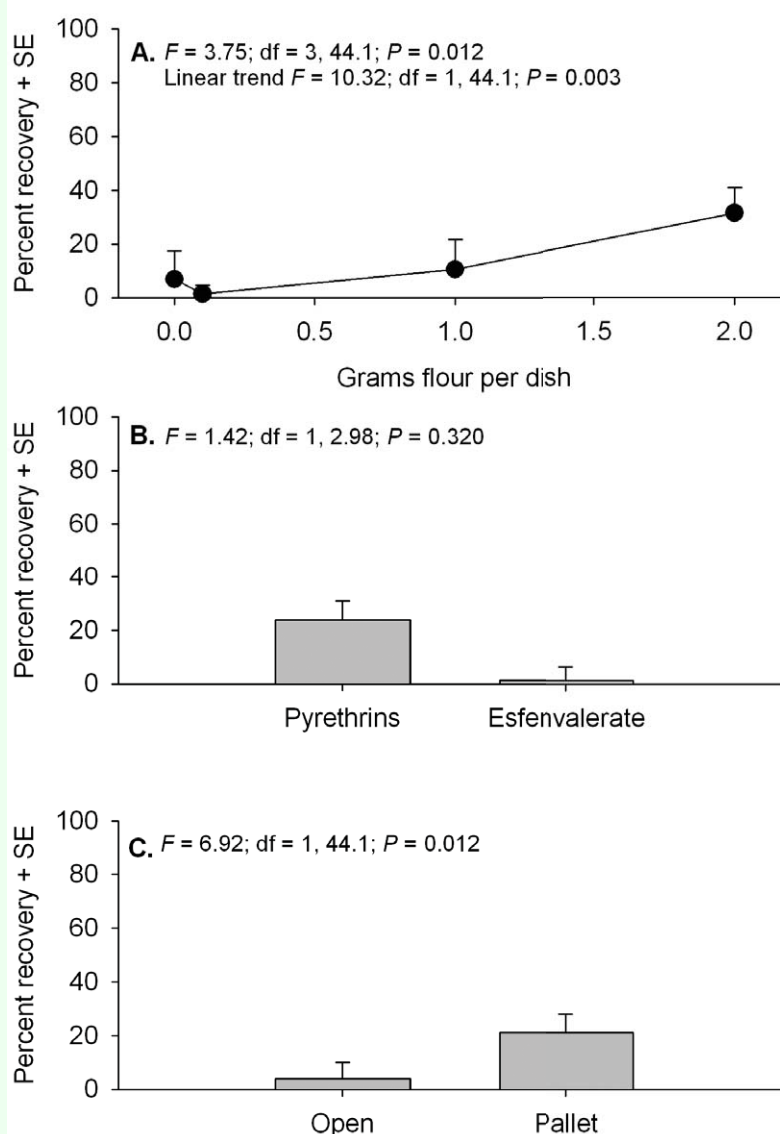 Percent recovery + SE
100
80
60
40
20
0
A. F = 3.75; df = 3, 44.1; P = 0.012
Linear trend F = 10.32; df = 1, 44.1; P = 0.003
0.0 0.5 1.0 1.5 2.0
Grams flour per dish
Percent recovery + SE
100
80
60
40
20
0
B. F = 1.42; df = 1, 2.98; P = 0.320
Pyrethrins Esfenvalerate
Percent recovery + SE
100
80
60
40
20
0
C. F = 6.92; df = 1, 44.1; P = 0.012
Open Pallet